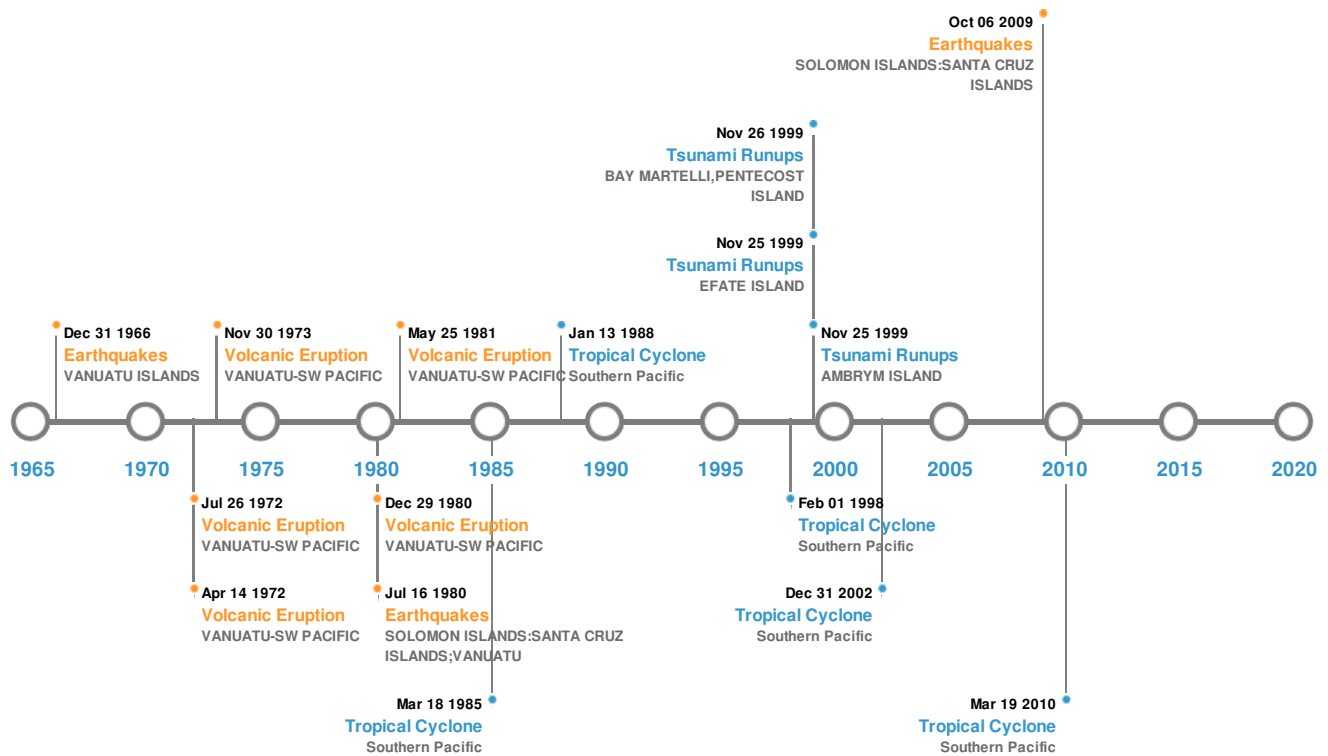 Oct 06 2009
Earthquakes
SOLOMON ISLANDS:SANTA CRUZ
ISLANDS
Nov 26 1999
Tsunami Runups
BAY MARTELLI,PENTECOST
ISLAND
Nov 25 1999
Tsunami Runups
EFATE ISLAND
Dec 31 1966
Earthquakes
VANUATU ISLANDS
Nov 30 1973
Volcanic Eruption
VANUATU-SW PACIFIC
May 25 1981
Volcanic Eruption
VANUATU-SW PACIFIC
Jan 13 1988
Tropical Cyclone
Southern Pacific
Nov 25 1999
Tsunami Runups
AMBRYM ISLAND
1965 1970 1975 1980 1985 1990 1995 2000 2005 2010 2015 2020
Jul 26 1972
Volcanic Eruption
VANUATU-SW PACIFIC
Dec 29 1980
Volcanic Eruption
VANUATU-SW PACIFIC
Feb 01 1998
Tropical Cyclone
Southern Pacific
Apr 14 1972
Volcanic Eruption
VANUATU-SW PACIFIC
Jul 16 1980
Earthquakes
SOLOMON ISLANDS:SANTA CRUZ
ISLANDS;VANUATU
Dec 31 2002
Tropical Cyclone
Southern Pacific
Mar 18 1985
Tropical Cyclone
Southern Pacific
Mar 19 2010
Tropical Cyclone
Southern Pacific